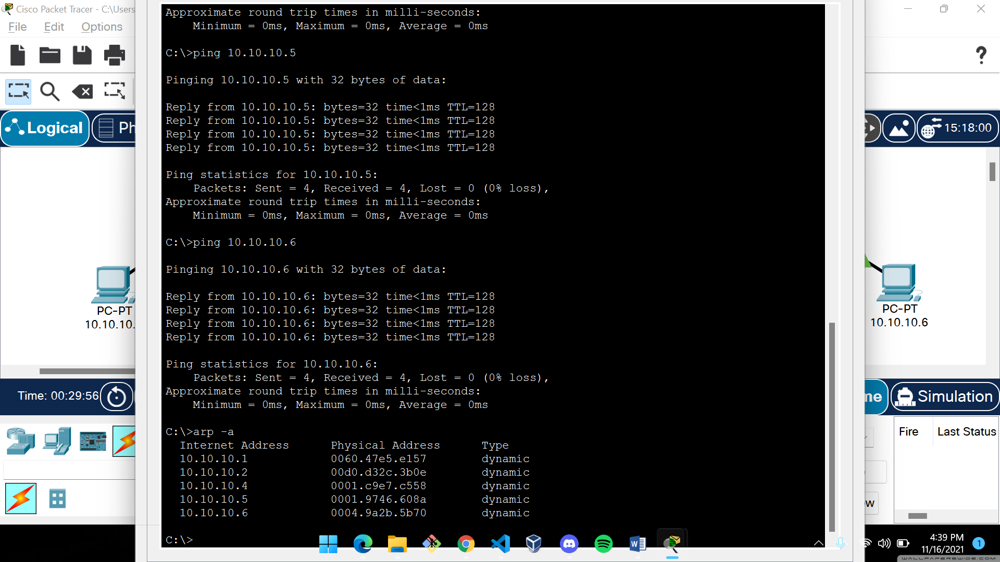 Cisco Packet Tracer - C:\Users
File Edit Options
Logical
Ph
15:18:00
Approximate round trip times in milli-seconds:
Minimum = 0ms, Maximum = 0ms, Average = 0ms
C:\>ping 10.10.10.5
Pinging 10.10.10.5 with 32 bytes of data:
Reply from 10.10.10.5: bytes=32 time<1ms TTL=128
Reply from 10.10.10.5: bytes=32 time<1ms TTL=128
Reply from 10.10.10.5: bytes=32 time<1ms TTL=128
Reply from 10.10.10.5: bytes=32 time<1ms TTL=128
Ping statistics for 10.10.10.5:
Packets: Sent = 4, Received = 4, Lost = 0 (0% loss),
Approximate round trip times in milli-seconds:
Minimum = 0ms, Maximum = 0ms, Average = 0ms
C:\>ping 10.10.10.6
Pinging 10.10.10.6 with 32 bytes of data:
Reply from 10.10.10.6: bytes=32 time<1ms TTL=128
Reply from 10.10.10.6: bytes=32 time<1ms TTL=128
Reply from 10.10.10.6: bytes=32 time<1ms TTL=128
Reply from 10.10.10.6: bytes=32 time<1ms TTL=128
Ping statistics for 10.10.10.6:
Packets: Sent = 4, Received = 4, Lost = 0 (0% loss),
Approximate round trip times in milli-seconds:
Minimum = 0ms, Maximum = 0ms, Average = 0ms
C:\>arp -a
Internet Address Physical Address Type
10.10.10.1 0060.47e5.e157 dynamic
10.10.10.2 00d0.d32c.3b0e dynamic
10.10.10.4 0001.c9e7.c558 dynamic
10.10.10.5 0001.9746.608a dynamic
10.10.10.6 0004.9a2b.5b70 dynamic
C:\>
PC-PT
10.10.10.
PC-PT
10.10.10.6
Time: 00:29:56
me
Simulation
Fire Last Status
ow
W
4:39 PM
11/16/2021
1
WALLPAPERSWIDE.COM